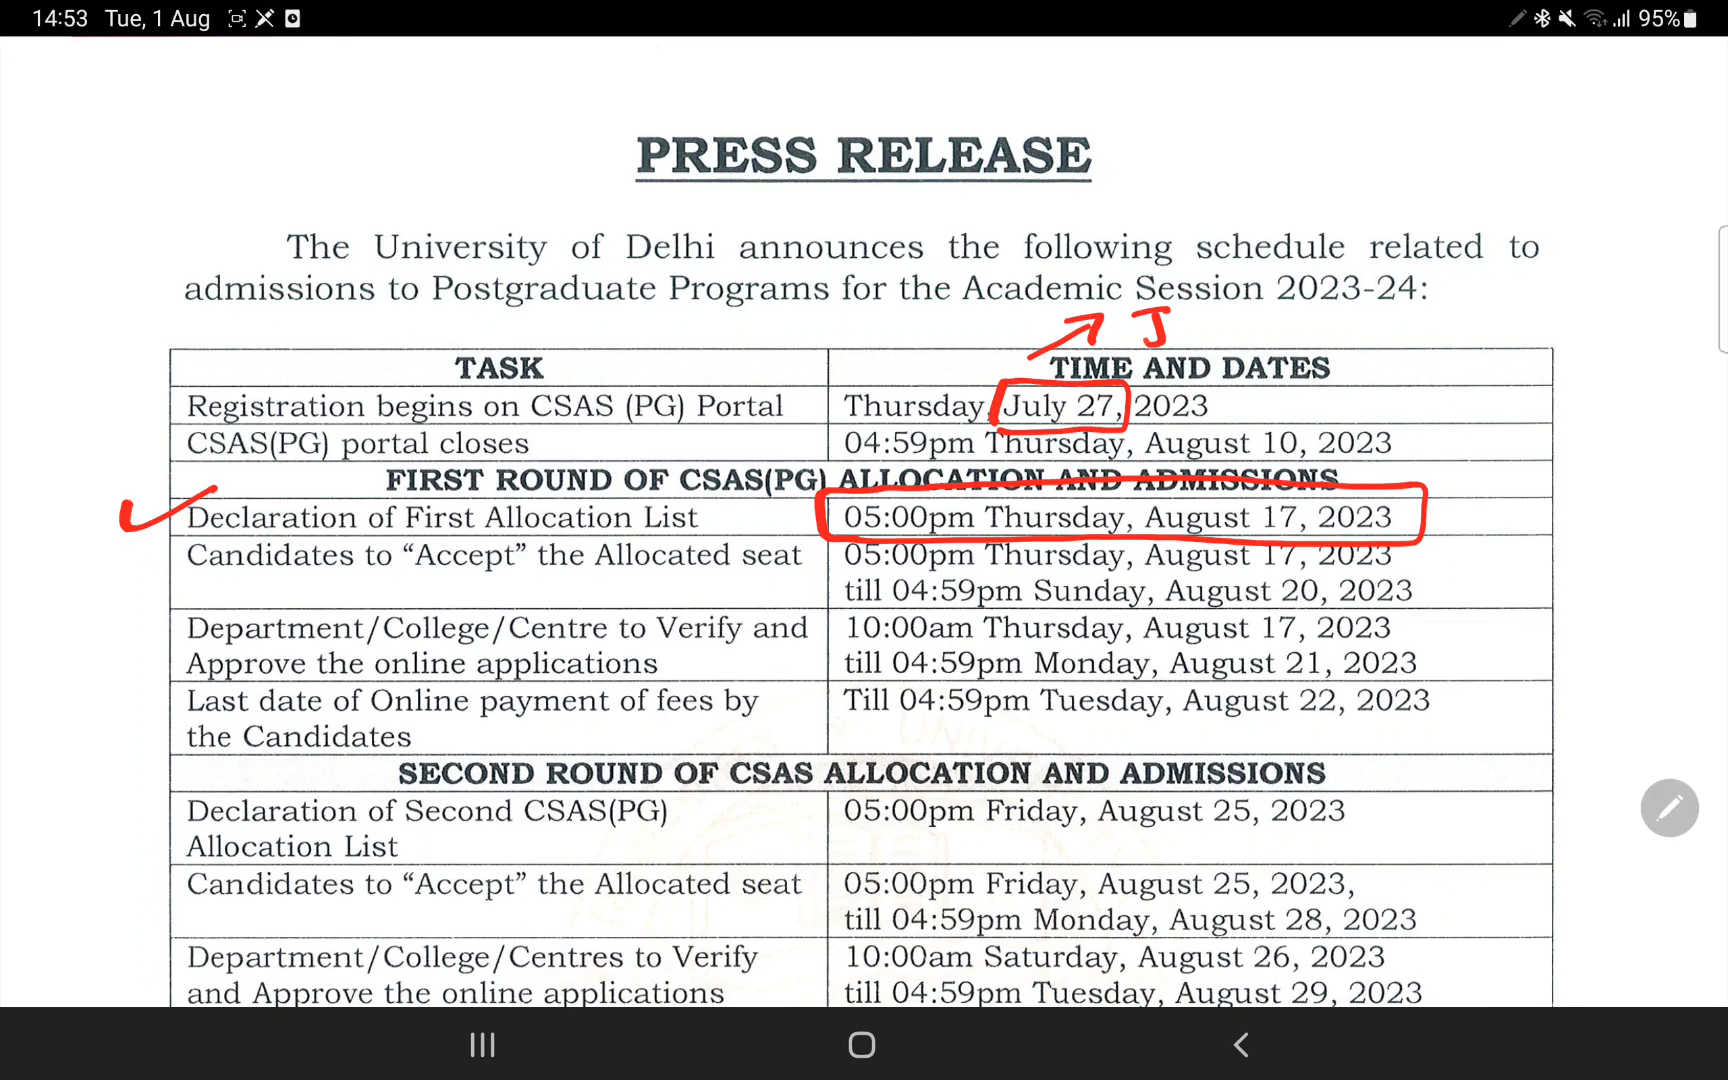 14:53 Tue, 1 Aug 95%
PRESS RELEASE
The University of Delhi announces the following schedule related to
admissions to Postgraduate Programs for the Academic Session 2023-24:
J
TASK TIME AND DATES
Registration begins on CSAS (PG) Portal Thursday, July 27, 2023
CSAS(PG) portal closes 04:59pm Thursday, August 10, 2023
FIRST ROUND OF CSAS(PG) ALLOCATION AND ADMISSIONS
Declaration of First Allocation List 05:00pm Thursday, August 17, 2023
Candidates to “Accept” the Allocated seat 05:00pm Thursday, August 17, 2023
till 04:59pm Sunday, August 20, 2023
Department/College/Centre to Verify and 10:00am Thursday, August 17, 2023
Approve the online applications till 04:59pm Monday, August 21, 2023
Last date of Online payment of fees by Till 04:59pm Tuesday, August 22, 2023
the Candidates
SECOND ROUND OF CSAS ALLOCATION AND ADMISSIONS
Declaration of Second CSAS(PG) 05:00pm Friday, August 25, 2023
Allocation List
Candidates to “Accept” the Allocated seat 05:00pm Friday, August 25, 2023,
till 04:59pm Monday, August 28, 2023
Department/College/Centres to Verify 10:00am Saturday, August 26, 2023
and Approve the online applications till 04:59pm Tuesday, August 29, 2023